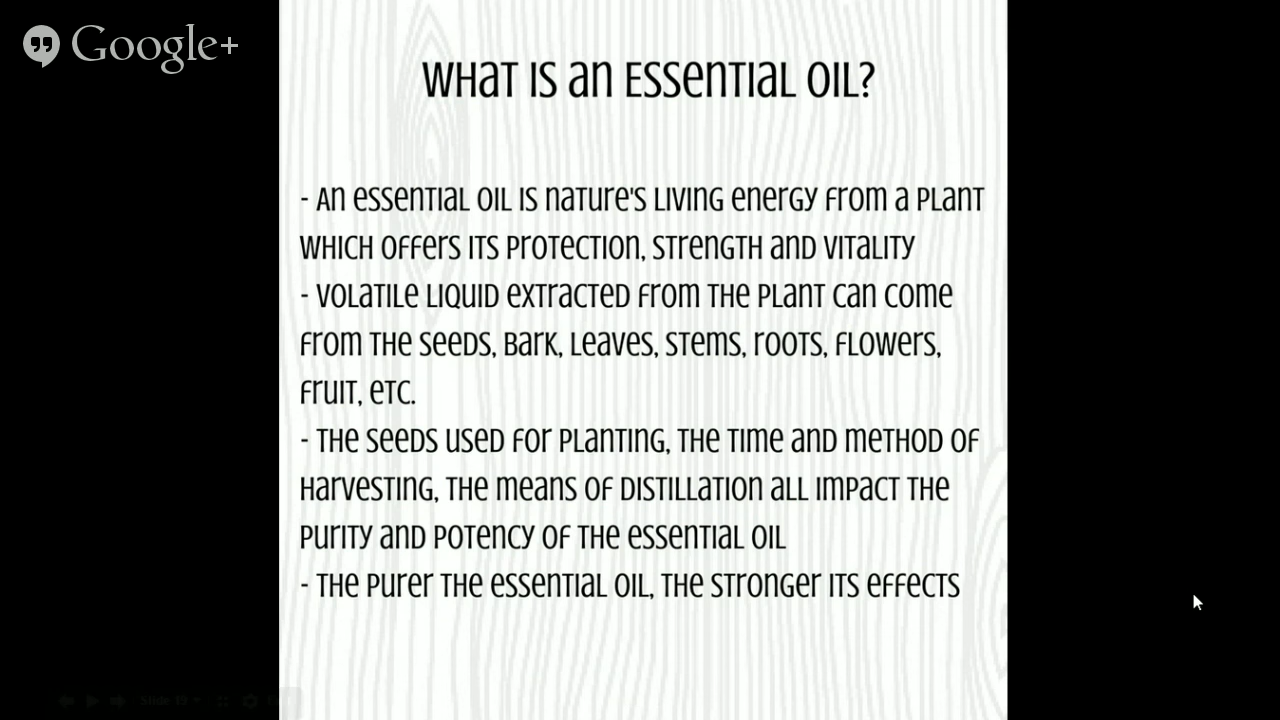 Google+
What is an Essential Oil?
- An essential oil is nature's living energy from a plant
which offers its protection, strength and vitality
- Volatile liquid extracted from the plant can come
from the seeds, bark, leaves, stems, roots, flowers,
fruit, etc.
- The seeds used for planting, the time and method of
harvesting, the means of distillation all impact the
purity and potency of the essential oil
- The purer the essential oil, the stronger its effects
Slide 19